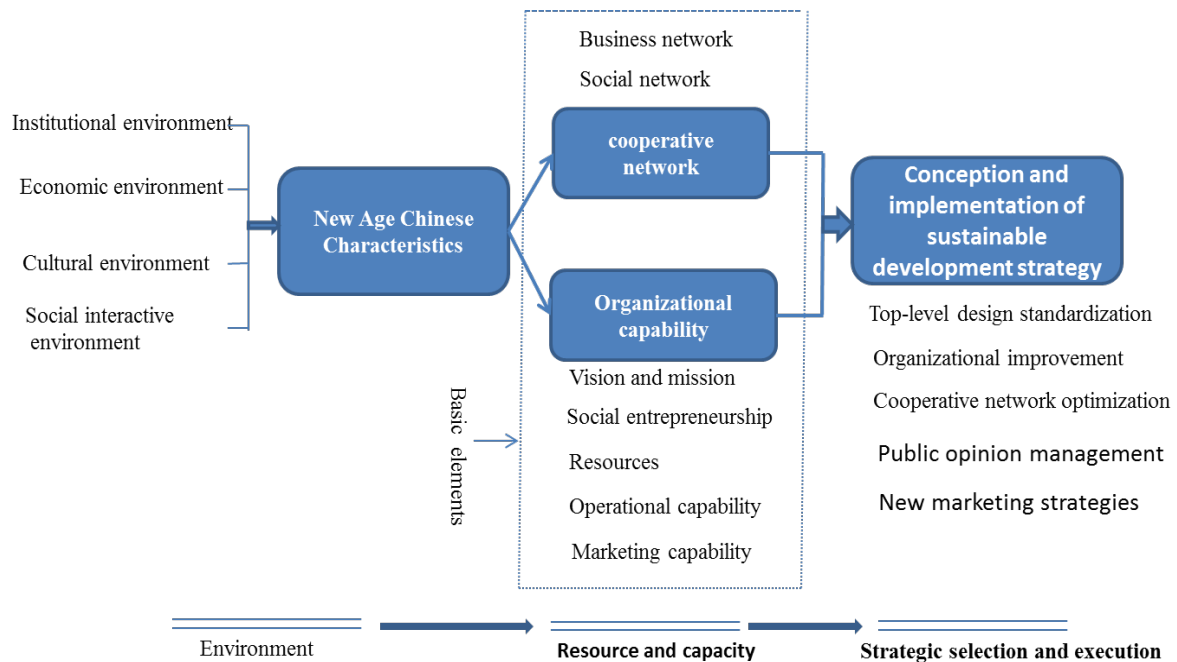 Institutional environment
Economic environment
Cultural environment
Social interactive
environment
New Age Chinese
Characteristics
Business network
Social network
cooperative
network
Organizational
capability
Vision and mission
Social entrepreneurship
Resources
Operational capability
Marketing capability
Basic elements
Conception and
implementation of
sustainable
development strategy
Top-level design standardization
Organizational improvement
Cooperative network optimization
Public opinion management
New marketing strategies
Environment
Resource and capacity
Strategic selection and execution